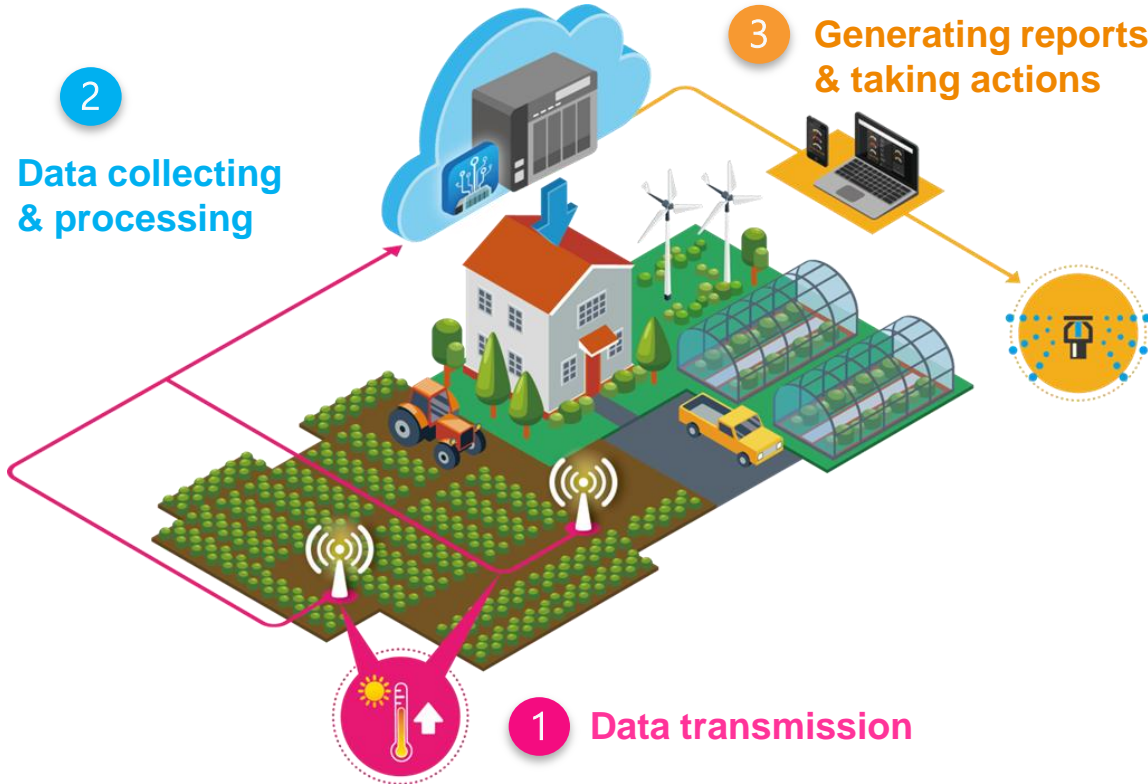 3
Generating reports
& taking actions
2
Data collecting
& processing
1
Data transmission